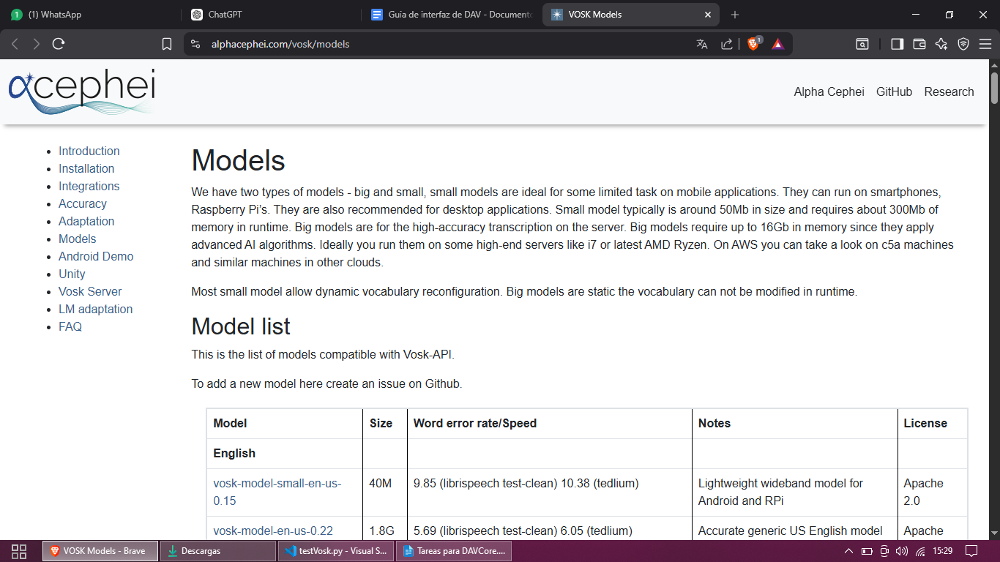 (1) WhatsApp
ChatGPT
Guia de interfaz de DAV - Document
VOSK Models
alphacephei.com/vosk/models
1
αcephei
Alpha Cephei GitHub Research
Introduction
Installation
Integrations
Accuracy
Adaptation
Models
Android Demo
Unity
Vosk Server
LM adaptation
FAQ
Models
We have two types of models - big and small, small models are ideal for some limited task on mobile applications. They can run on smartphones,
Raspberry Pi's. They are also recommended for desktop applications. Small model typically is around 50Mb in size and requires about 300Mb of
memory in runtime. Big models are for the high-accuracy transcription on the server. Big models require up to 16Gb in memory since they apply
advanced AI algorithms. Ideally you run them on some high-end servers like i7 or latest AMD Ryzen. On AWS you can take a look on c5a machines
and similar machines in other clouds.
Most small model allow dynamic vocabulary reconfiguration. Big models are static the vocabulary can not be modified in runtime.
Model list
This is the list of models compatible with Vosk-API.
To add a new model here create an issue on Github.
Model Size Word error rate/Speed Notes License
English
vosk-model-small-en-us-0.15 40M 9.85 (librispeech test-clean) 10.38 (tedlium) Lightweight wideband model for Android and RPi Apache 2.0
vosk-model-en-us-0.22 1.8G 5.69 (librispeech test-clean) 6.05 (tedlium) Accurate generic US English model Apache
VOSK Models - Brave
Descargas
testVosk.py - Visual S...
Tareas para DAVCore....
15:29